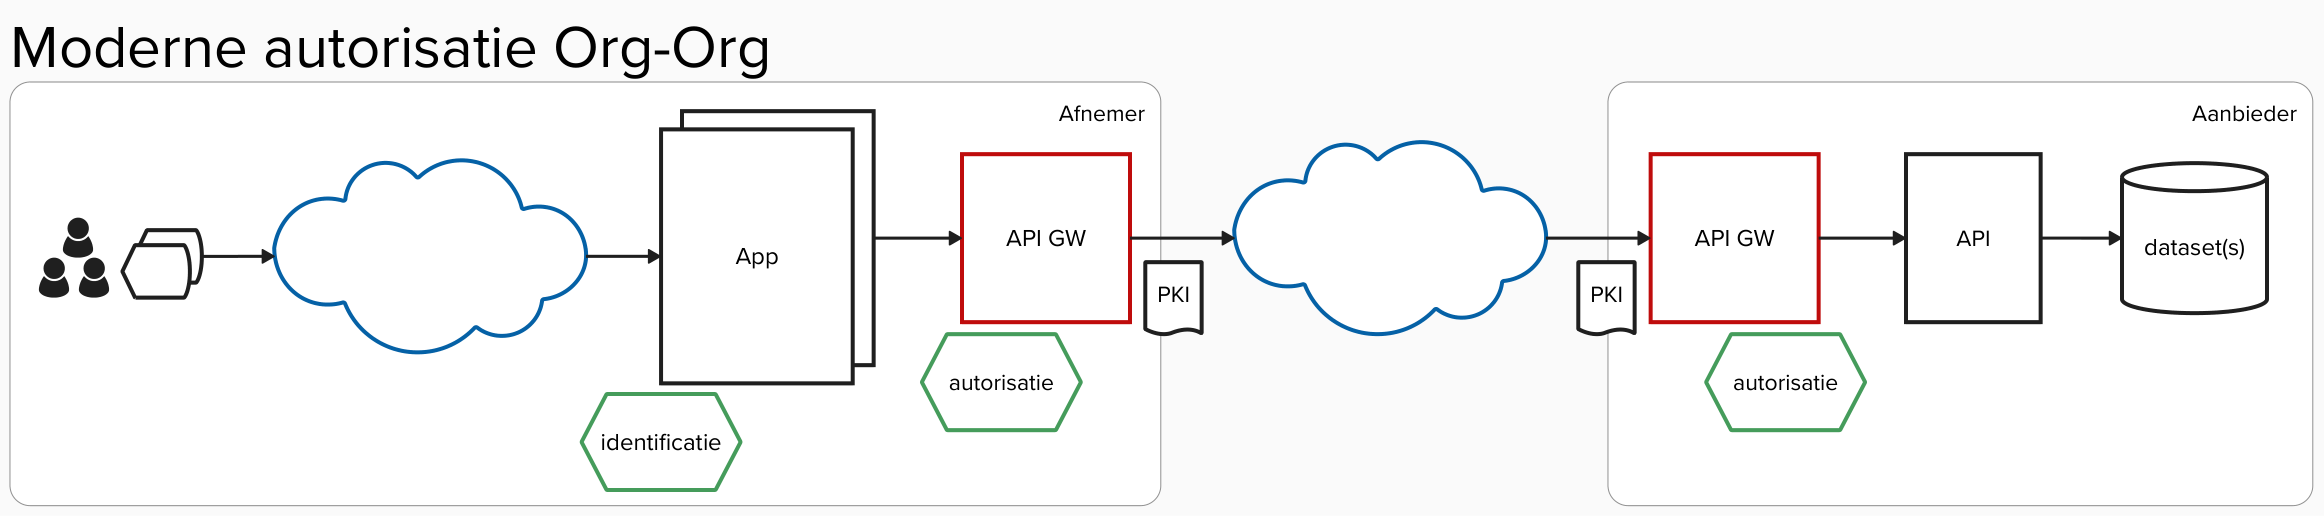 Moderne autorisatie Org-Org
Afnemer
Aanbieder
App
API GW
PKI
PKI
API GW
API
dataset(s)
autorisatie
autorisatie
identificatie